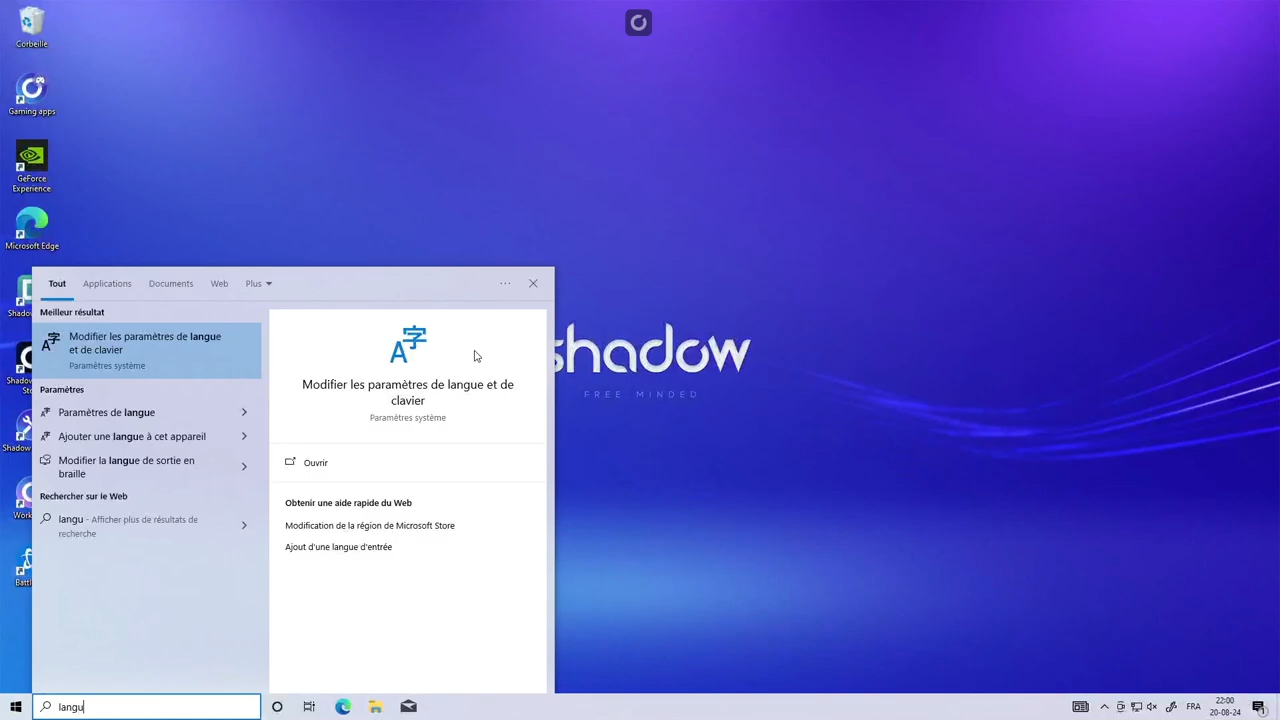 Corbeille
Gaming apps
GeForce
Experience
Microsoft Edge
Tout
Applications
Documents
Web
Plus
Meilleur résultat
Modifier les paramètres de langue
et de clavier
Paramètres système
Paramètres
Paramètres de langue
Ajouter une langue à cet appareil
Modifier la langue de sortie en
braille
Rechercher sur le Web
langu - Afficher plus de résultats de
recherche
Modifier les paramètres de langue et de
clavier
Paramètres système
Ouvrir
Obtenir une aide rapide du Web
Modification de la région de Microsoft Store
Ajout d'une langue d'entrée
shadow
FREE MINDED
langu
FRA
22:00
20-08-24
1